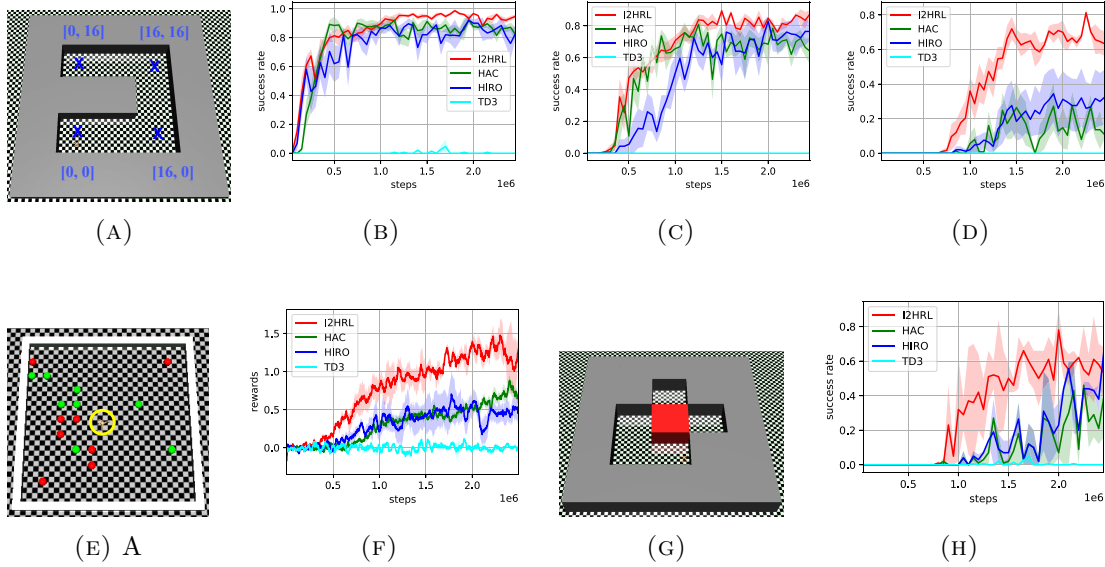 [0, 16] [16, 16]
[0, 0] [16, 0]
(A)
1.0
0.8
0.6
0.4
0.2
0.0
success rate
I2HRL
HAC
HIRO
TD3
0.5 1.0 1.5 2.0
steps
1e6
(B)
0.8
0.6
0.4
0.2
0.0
success rate
I2HRL
HAC
HIRO
TD3
0.5 1.0 1.5 2.0
steps
1e6
(C)
0.8
0.6
0.4
0.2
0.0
success rate
I2HRL
HAC
HIRO
TD3
0.5 1.0 1.5 2.0
steps
1e6
(D)
(E) A
1.5
1.0
0.5
0.0
rewards
I2HRL
HAC
HIRO
TD3
0.5 1.0 1.5 2.0
steps
1e6
(F)
(G)
0.8
0.6
0.4
0.2
0.0
success rate
I2HRL
HAC
HIRO
TD3
0.5 1.0 1.5 2.0
steps
1e6
(H)